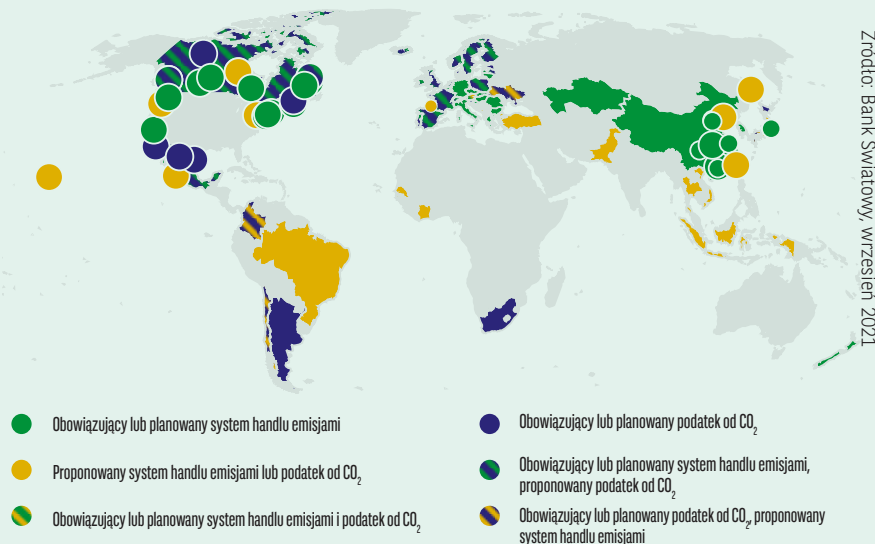 Źródło: Bank Światowy, wrzesień 2021
Obowiązujący lub planowany system handlu emisjami
Proponowany system handlu emisjami lub podatek od CO₂
Obowiązujący lub planowany system handlu emisjami i podatek od CO₂
Obowiązujący lub planowany podatek od CO₂
Obowiązujący lub planowany system handlu emisjami,
proponowany podatek od CO₂
Obowiązujący lub planowany podatek od CO₂, proponowany
system handlu emisjami